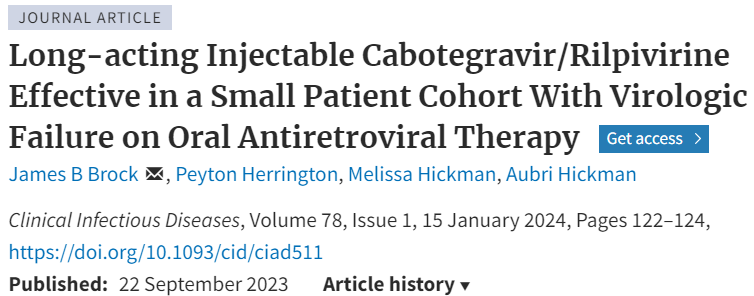 JOURNAL ARTICLE
Long-acting Injectable Cabotegravir/Rilpivirine
Effective in a Small Patient Cohort With Virologic
Failure on Oral Antiretroviral Therapy Get access >
James B Brock, Peyton Herrington, Melissa Hickman, Aubri Hickman
Clinical Infectious Diseases, Volume 78, Issue 1, 15 January 2024, Pages 122–124,
https://doi.org/10.1093/cid/ciad511
Published: 22 September 2023 Article history ▾